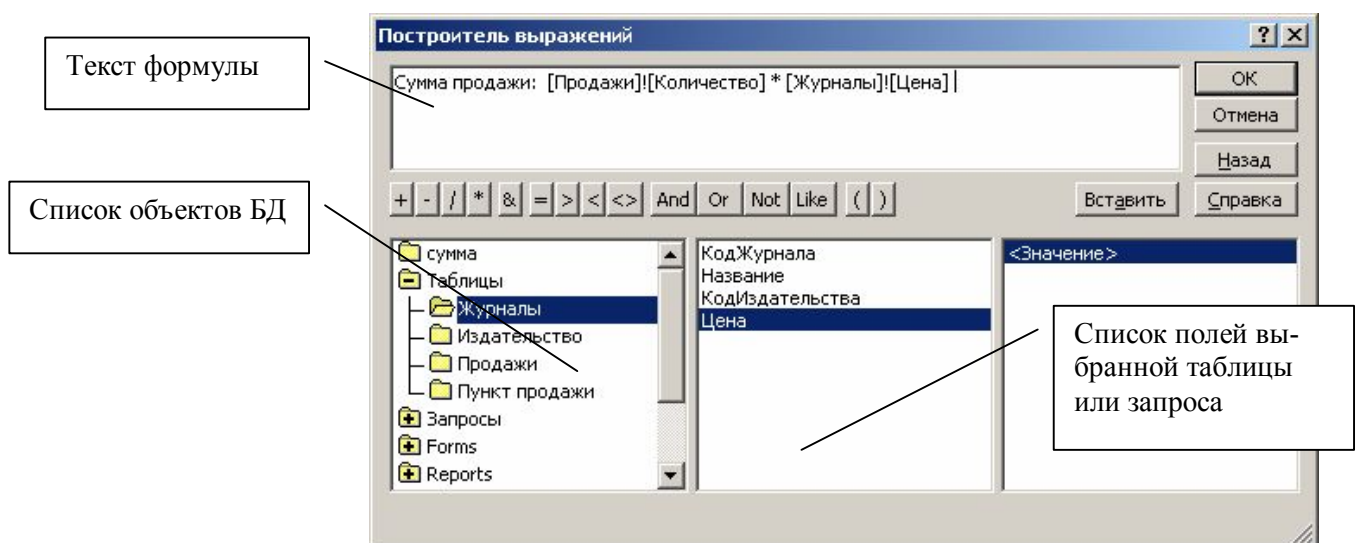 Построитель выражений
Текст формулы
Сумма продажи: [Продажи]![Количество] * [Журналы]![Цена]
OK
Отмена
Назад
+ - / * & = > < <> And Or Not Like ( )
Вставить
Справка
Список объектов БД
сумма
Таблицы
Журналы
Издательство
Продажи
Пункт продажи
Запросы
Forms
Reports
КодЖурнала
Название
КодИздательства
Цена
<Значение>
Список полей вы-
бранной таблицы
или запроса